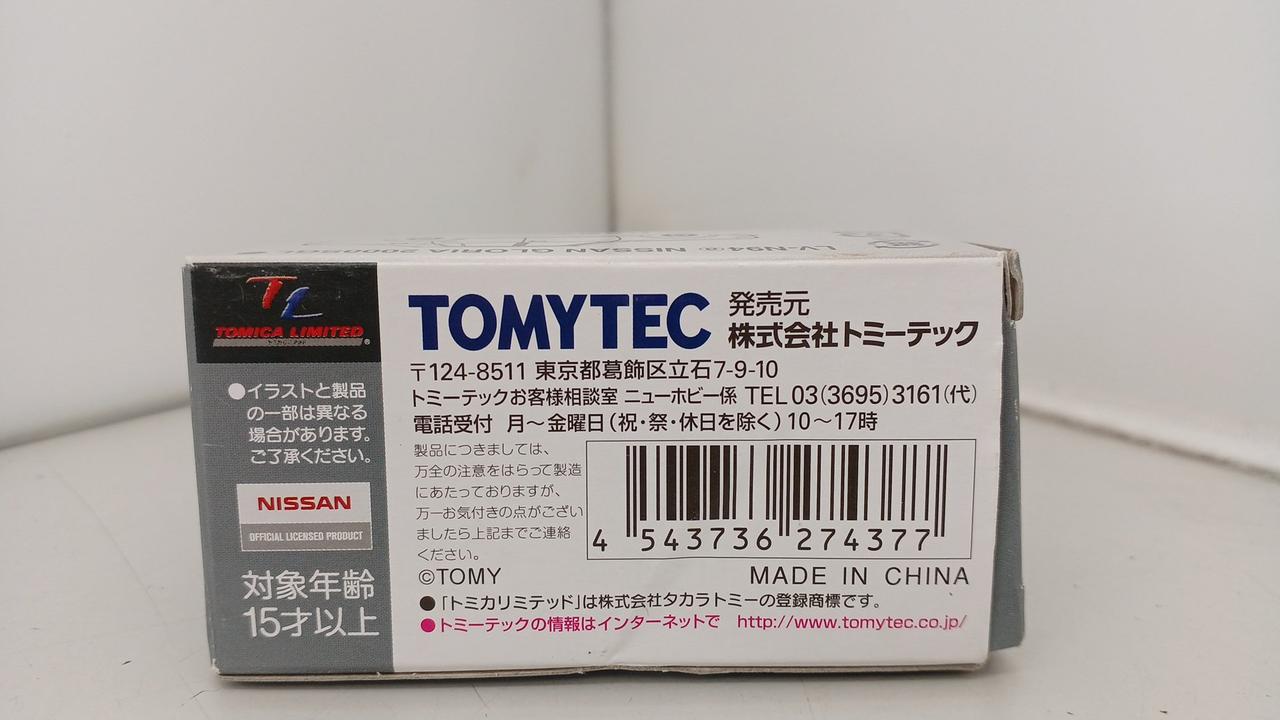 LV-N94 NISSAN GLORIA
TOMICA LIMITED
●イラストと製品
の一部は異なる
場合があります。
ご了承ください。
NISSAN
OFFICIAL LICENSED PRODUCT
対象年齢
15才以上
TOMYTEC
発売元
株式会社トミーテック
〒124-8511 東京都葛飾区立石7-9-10
トミーテックお客様相談室 ニューホビー係 TEL 03(3695)3161(代)
電話受付 月～金曜日(祝・祭・休日を除く)10～17時
製品につきましては、
万全の注意をはらって製造
にあたっておりますが、
万一お気付きの点がござい
ましたら上記までご連絡
ください。
4 543736 274377
©TOMY
MADE IN CHINA
●「トミカリミテッド」は株式会社タカラトミーの登録商標です。
●トミーテックの情報はインターネットで http://www.tomytec.co.jp/